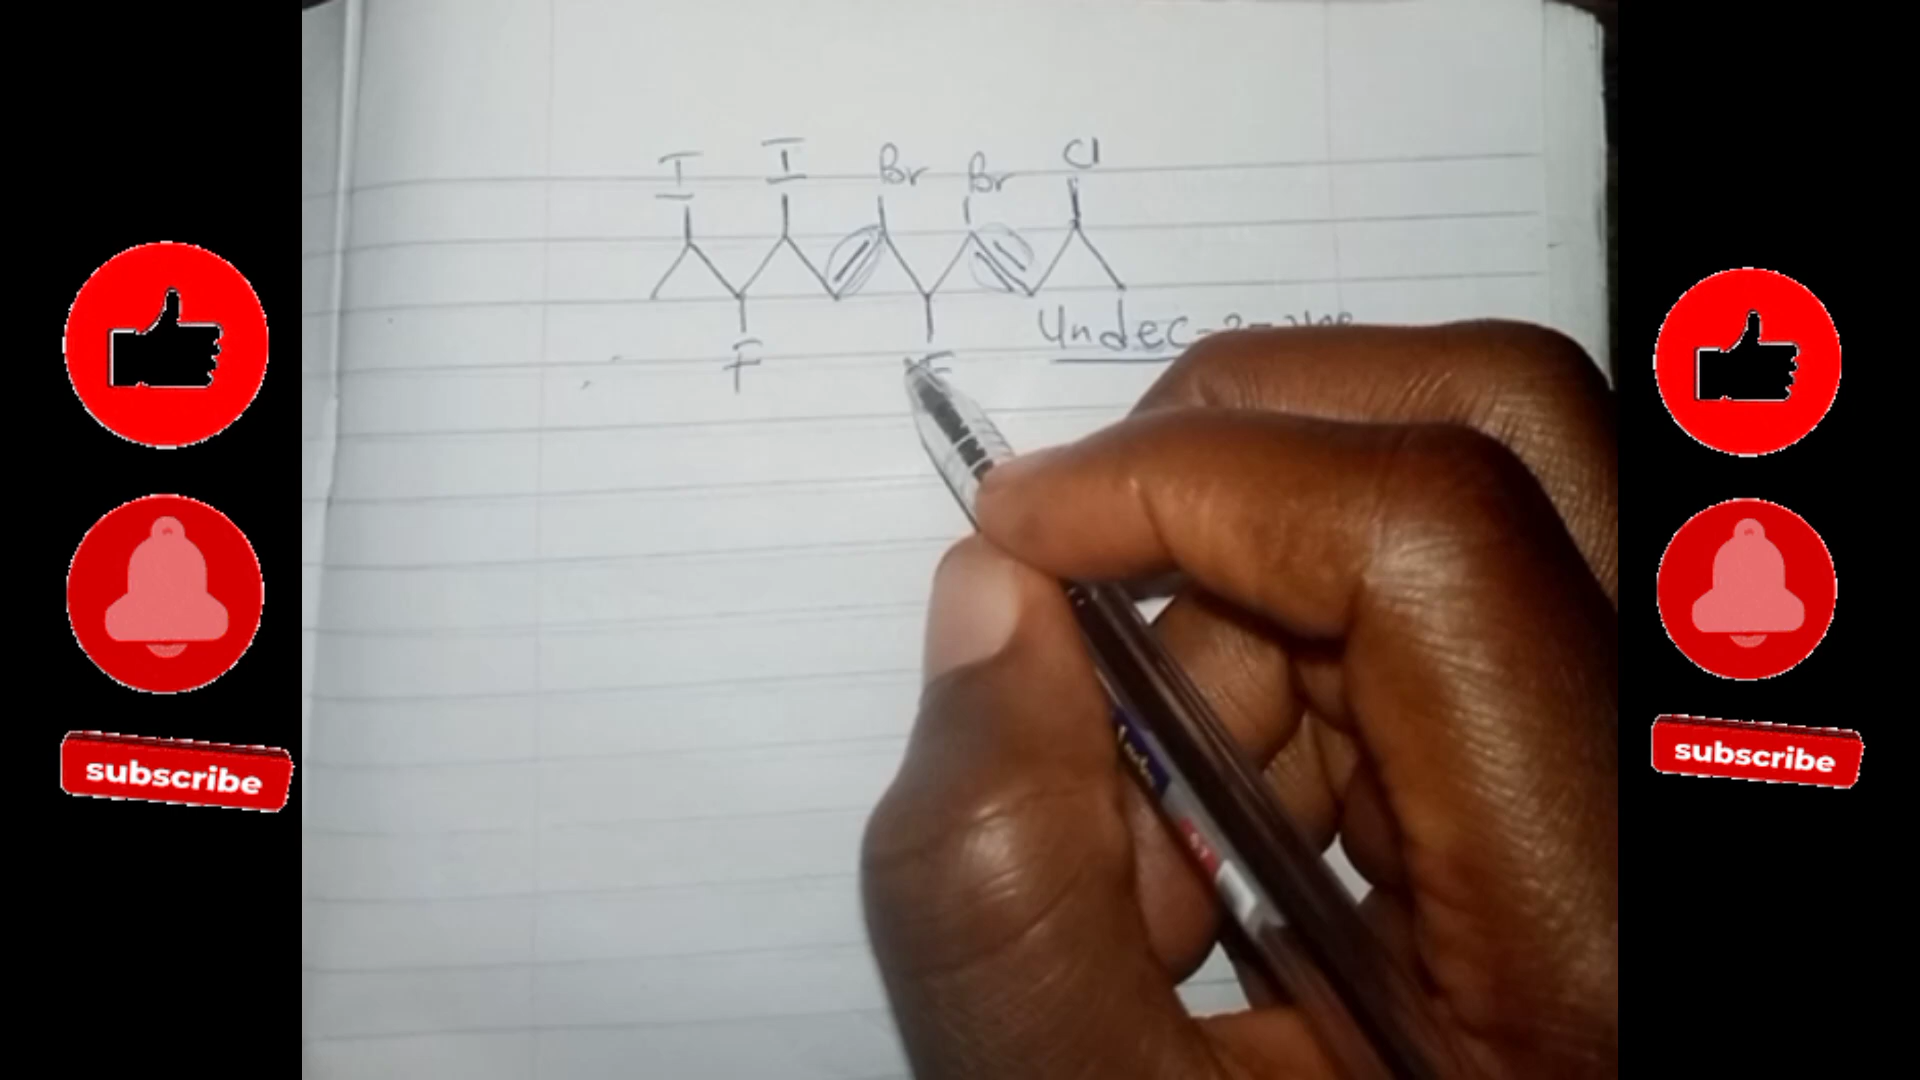 I I Br Br Cl
F F
Undec-
subscribe
subscribe